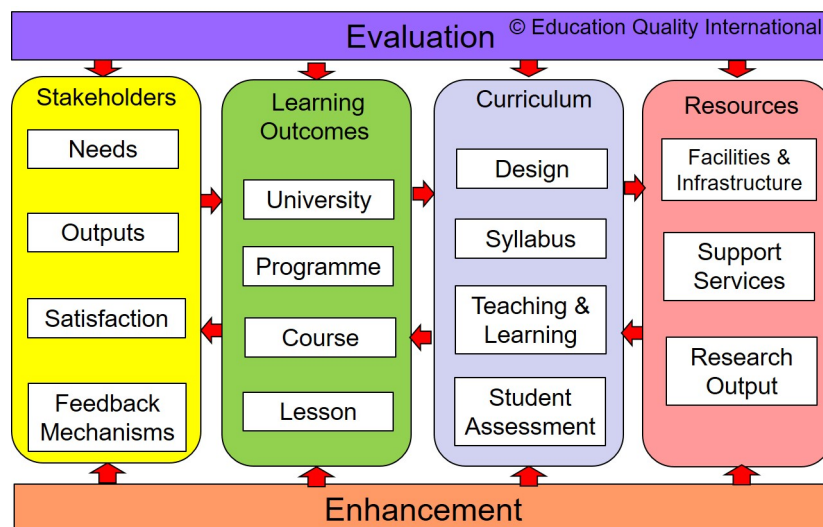 Evaluation
© Education Quality International
Stakeholders
Needs
Outputs
Satisfaction
Feedback
Mechanisms
Learning
Outcomes
University
Programme
Course
Lesson
Curriculum
Design
Syllabus
Teaching &
Learning
Student
Assessment
Resources
Facilities &
Infrastructure
Support
Services
Research
Output
Enhancement